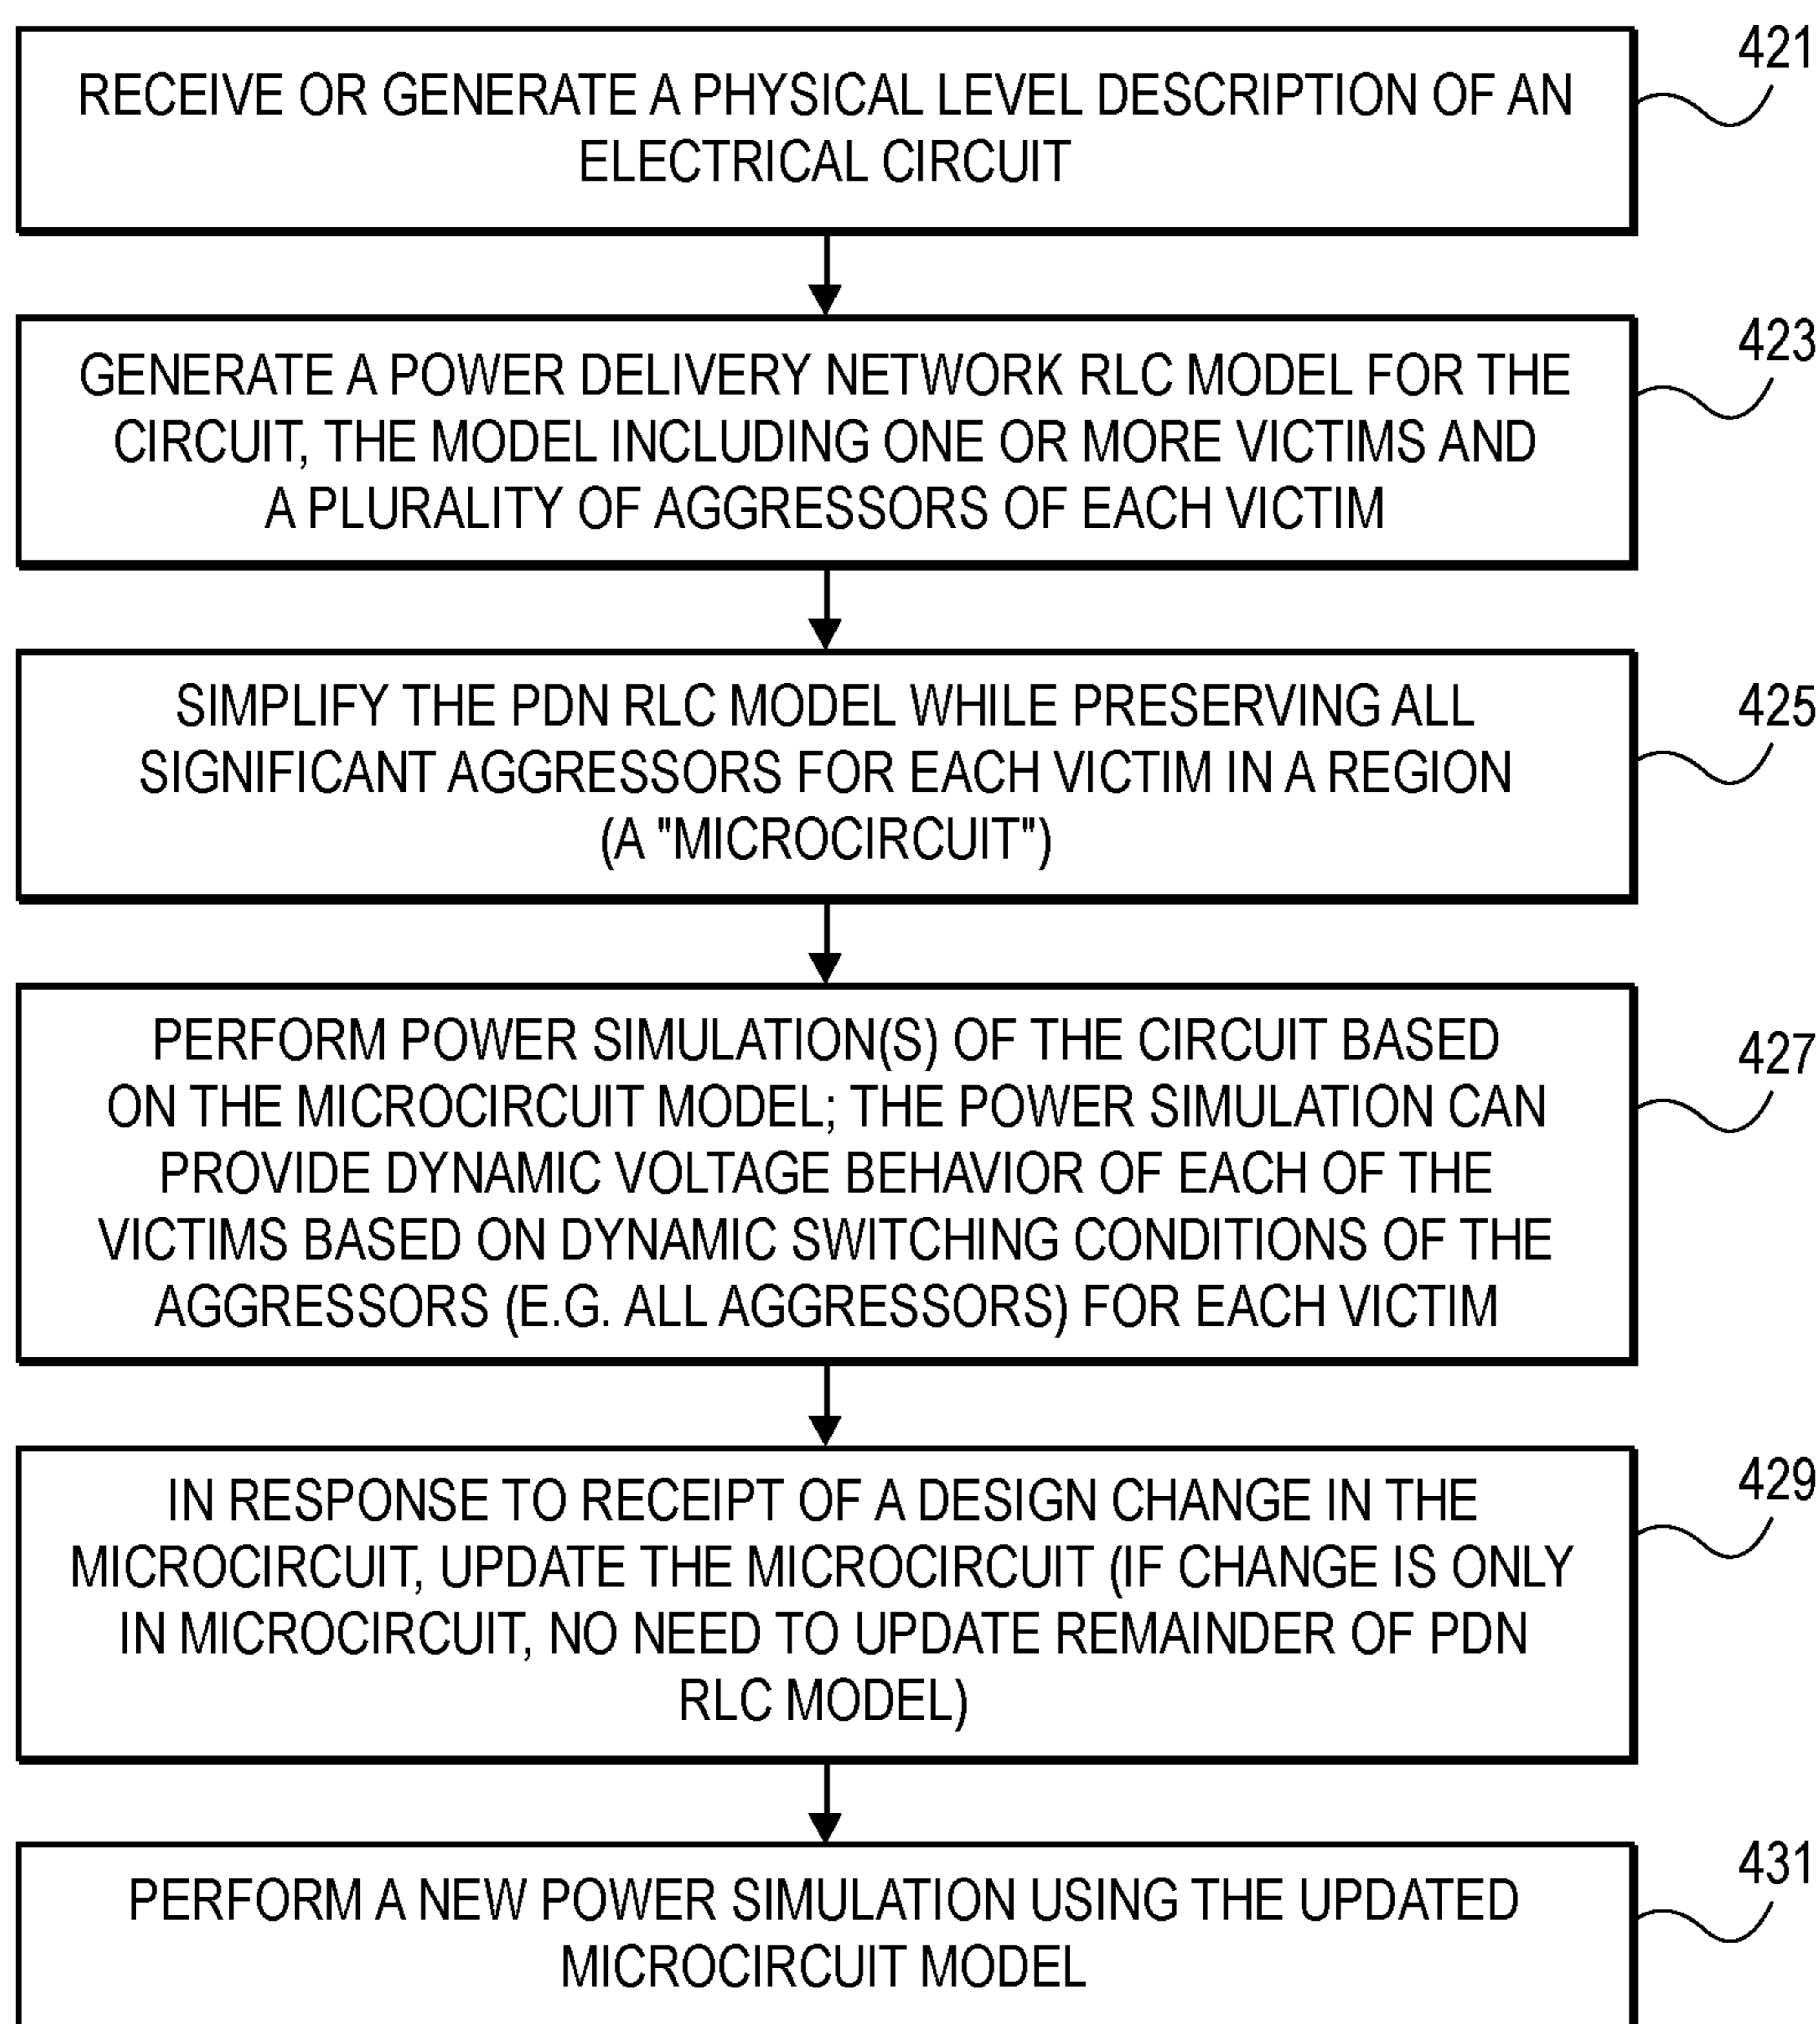 421
RECEIVE OR GENERATE A PHYSICAL LEVEL DESCRIPTION OF AN
ELECTRICAL CIRCUIT
423
GENERATE A POWER DELIVERY NETWORK RLC MODEL FOR THE
CIRCUIT, THE MODEL INCLUDING ONE OR MORE VICTIMS AND
A PLURALITY OF AGGRESSORS OF EACH VICTIM
425
SIMPLIFY THE PDN RLC MODEL WHILE PRESERVING ALL
SIGNIFICANT AGGRESSORS FOR EACH VICTIM IN A REGION
(A "MICROCIRCUIT")
427
PERFORM POWER SIMULATION(S) OF THE CIRCUIT BASED
ON THE MICROCIRCUIT MODEL; THE POWER SIMULATION CAN
PROVIDE DYNAMIC VOLTAGE BEHAVIOR OF EACH OF THE
VICTIMS BASED ON DYNAMIC SWITCHING CONDITIONS OF THE
AGGRESSORS (E.G. ALL AGGRESSORS) FOR EACH VICTIM
429
IN RESPONSE TO RECEIPT OF A DESIGN CHANGE IN THE
MICROCIRCUIT, UPDATE THE MICROCIRCUIT (IF CHANGE IS ONLY
IN MICROCIRCUIT, NO NEED TO UPDATE REMAINDER OF PDN
RLC MODEL)
431
PERFORM A NEW POWER SIMULATION USING THE UPDATED
MICROCIRCUIT MODEL